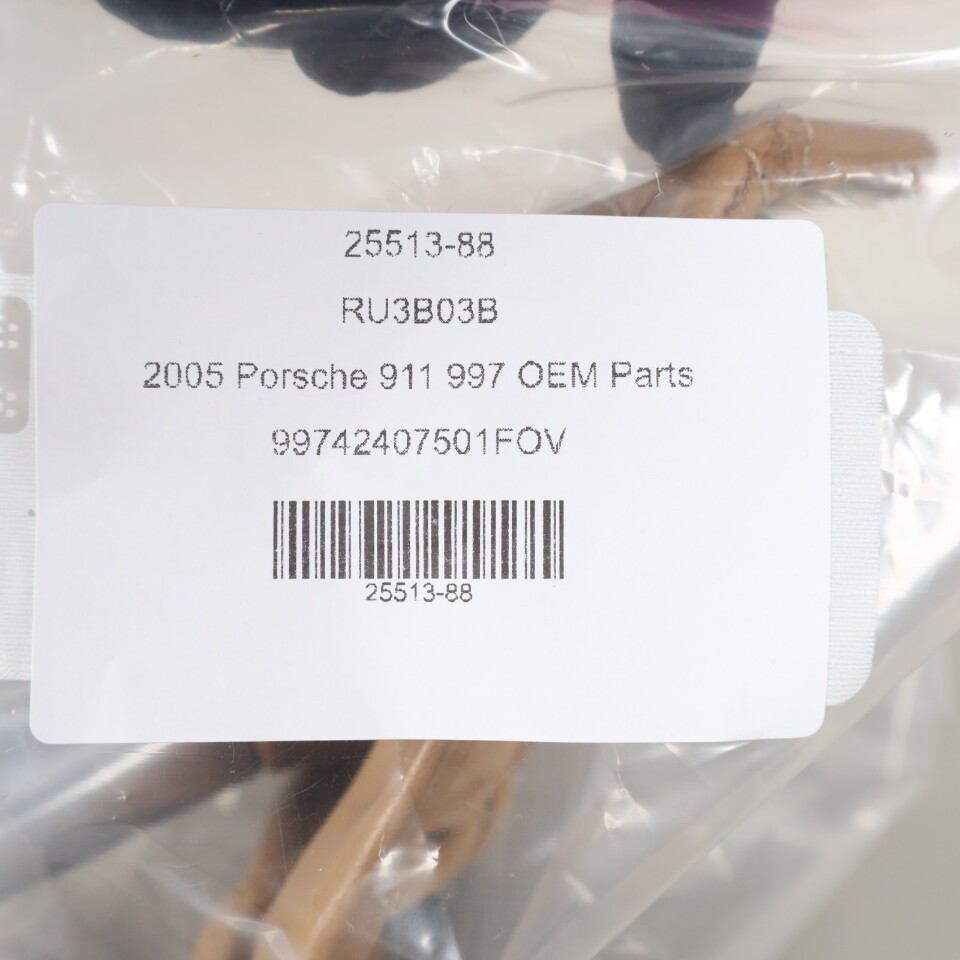 25513-88
RU3B03B
2005 Porsche 911 997 OEM Parts
99742407501FOV
25513-88